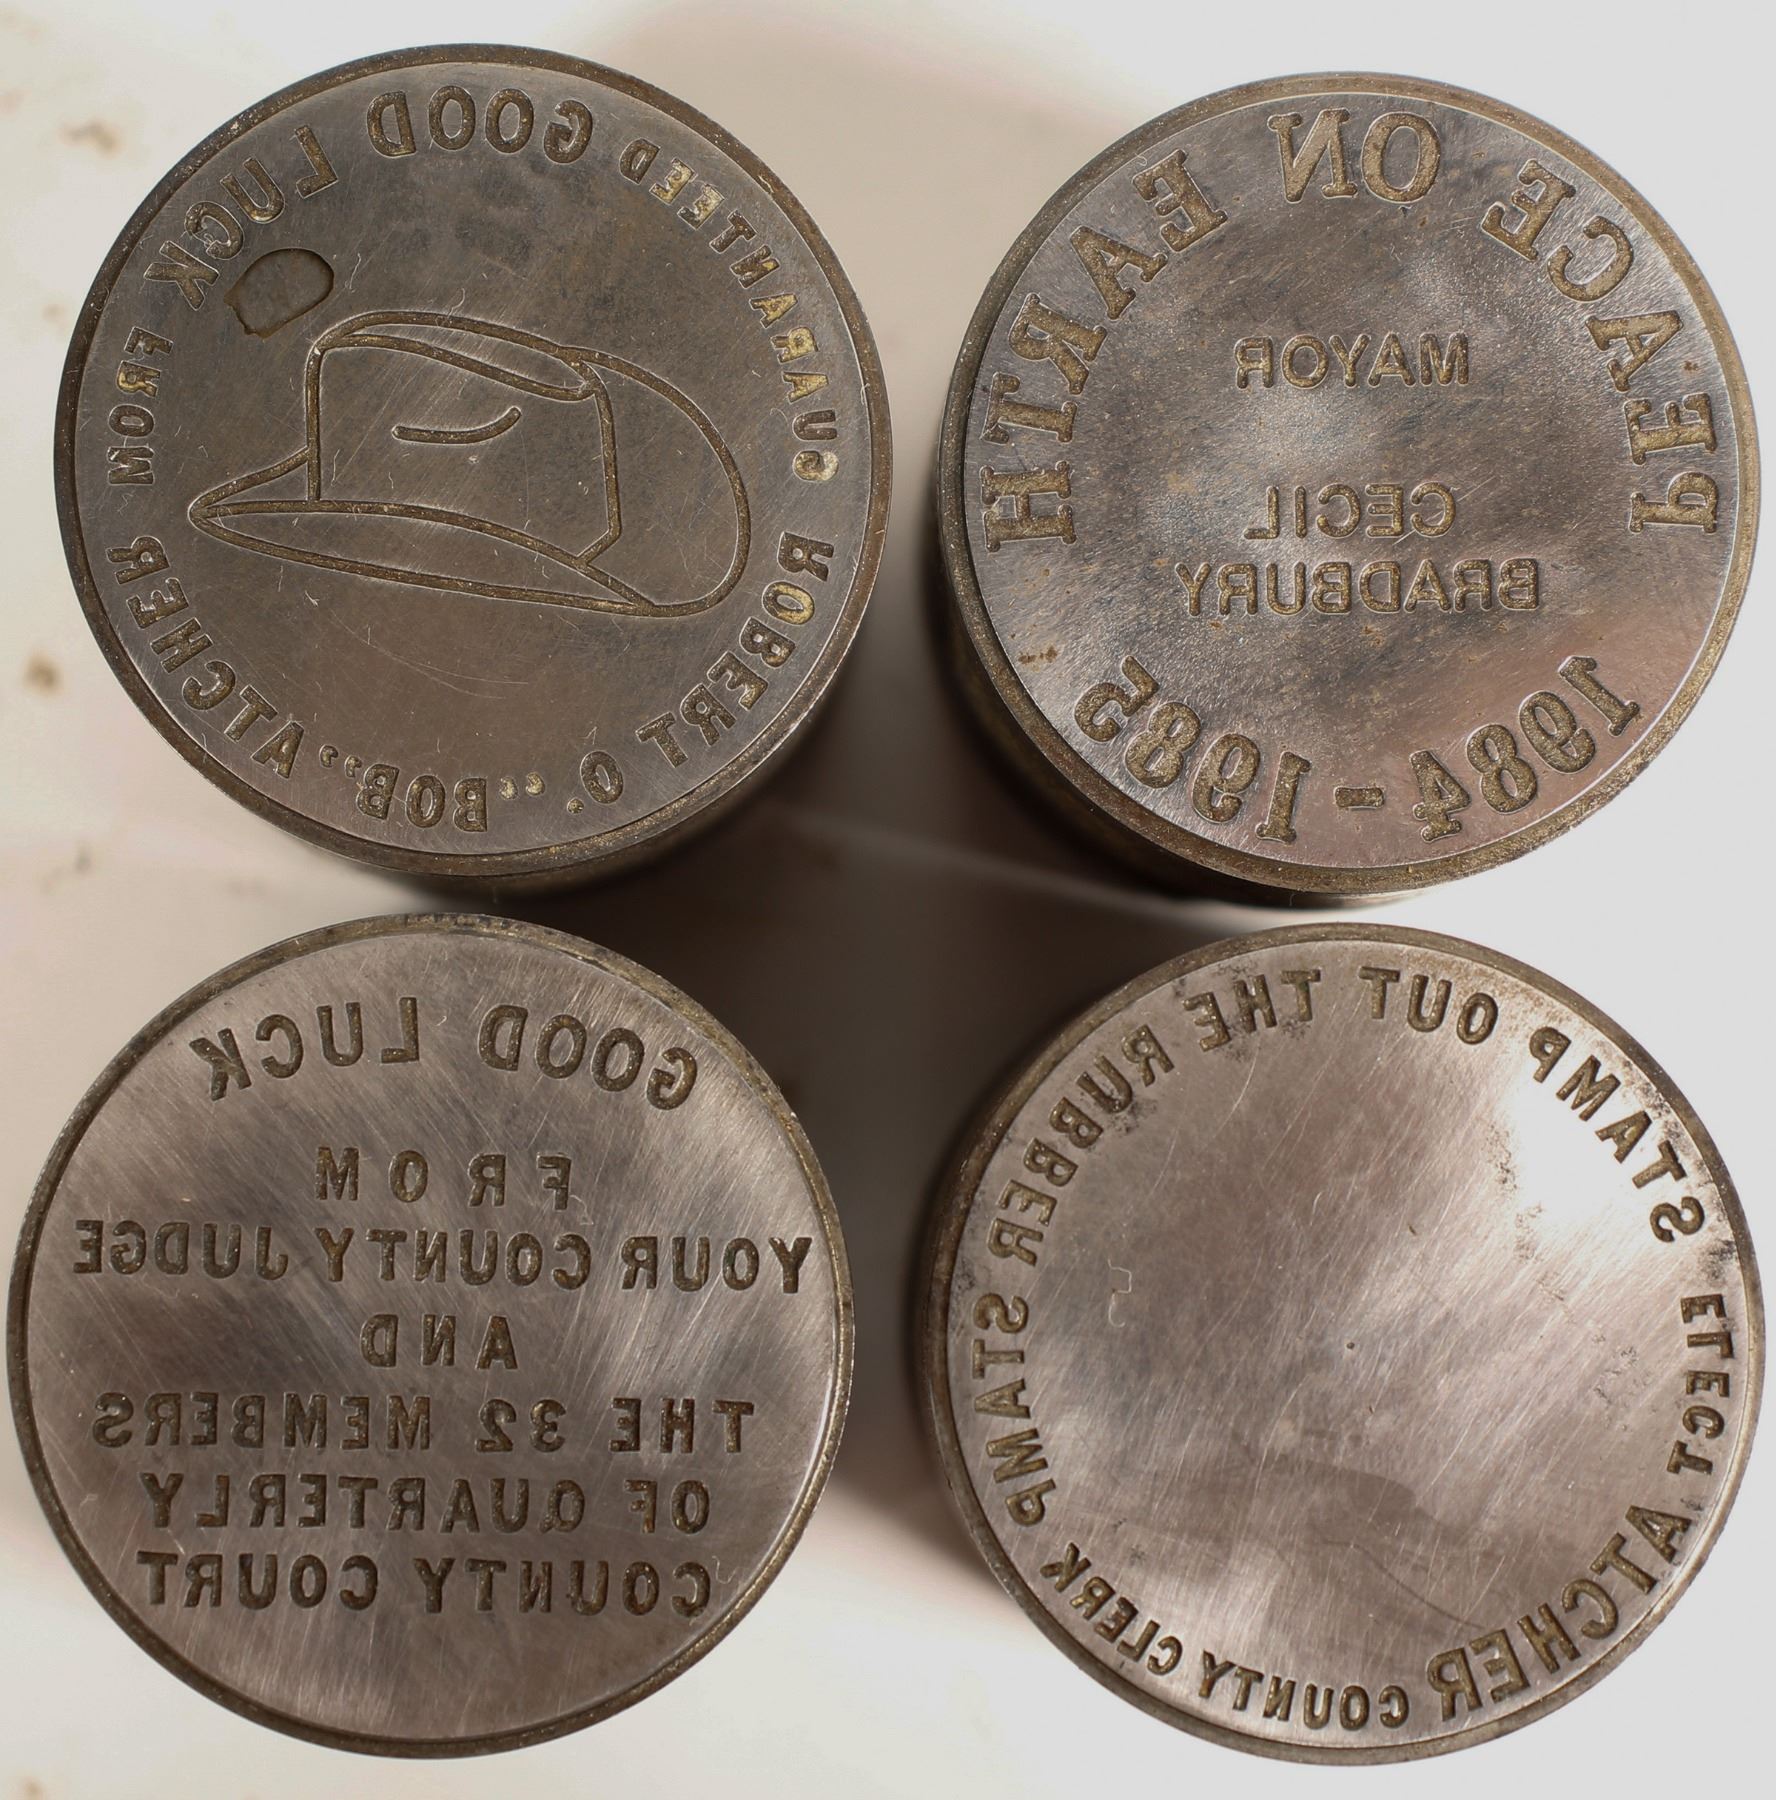 GUARANTEED GOOD LUCK FROM
ROBERT O. "BOB" ATCHER
PEACE ON EARTH
MAYOR
CECIL
BRADBURY
1984-1985
GOOD LUCK
FROM
YOUR COUNTY JUDGE
AND
THE 32 MEMBERS
OF QUARTERLY
COUNTY COURT
STAMP OUT THE RUBBER STAMP
ELECT ATCHER COUNTY CLERK